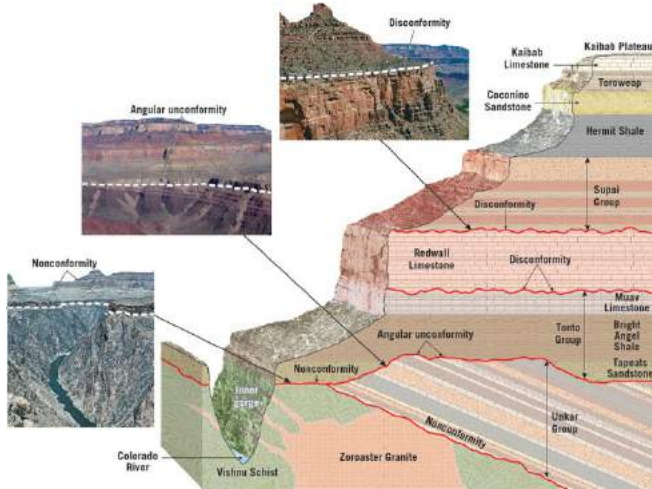 Disconformity
Kaibab Plateau
Kaibab
Limestone
Toroweap
Coconino
Sandstone
Angular unconformity
Hermit Shale
Supai
Group
Disconformity
Redwall
Limestone
Disconformity
Nonconformity
Muav
Limestone
Tonto
Group
Bright
Angel
Shale
Angular unconformity
Tapeats
Sandstone
Nonconformity
Inner
gorge
Unkar
Group
Nonconformity
Colorado
River
Vishnu Schist
Zoroaster Granite